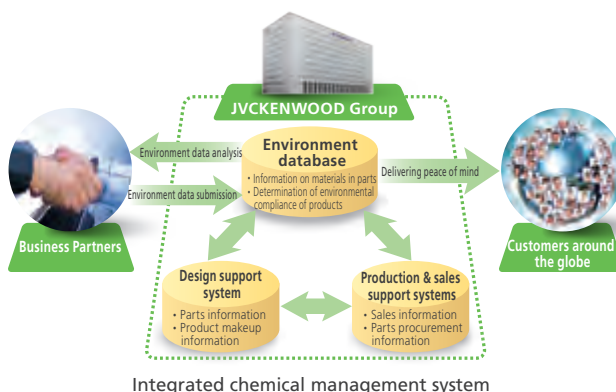 JVCKENWOOD Group
Environment data analysis
Environment data submission
Business Partners
Environment
database
• Information on materials in parts
• Determination of environmental
compliance of products
Delivering peace of mind
Customers around
the globe
Design support
system
• Parts information
• Product makeup
information
Production & sales
support systems
• Sales information
• Parts procurement
information
Integrated chemical management system